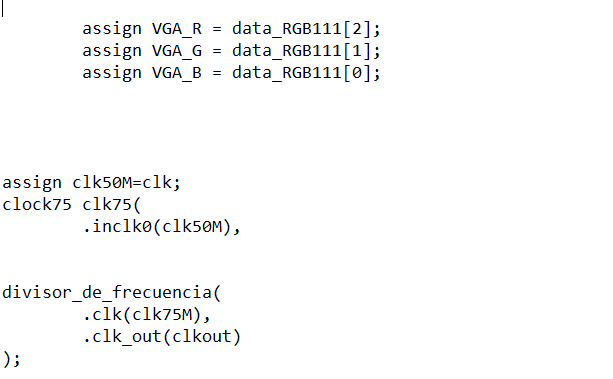 assign VGA_R = data_RGB111[2];
assign VGA_G = data_RGB111[1];
assign VGA_B = data_RGB111[0];
assign clk50M=clk;
clock75 clk75(
.inclk0(clk50M),
divisor_de_frecuencia(
.clk(clk75M),
.clk_out(clkout)
);